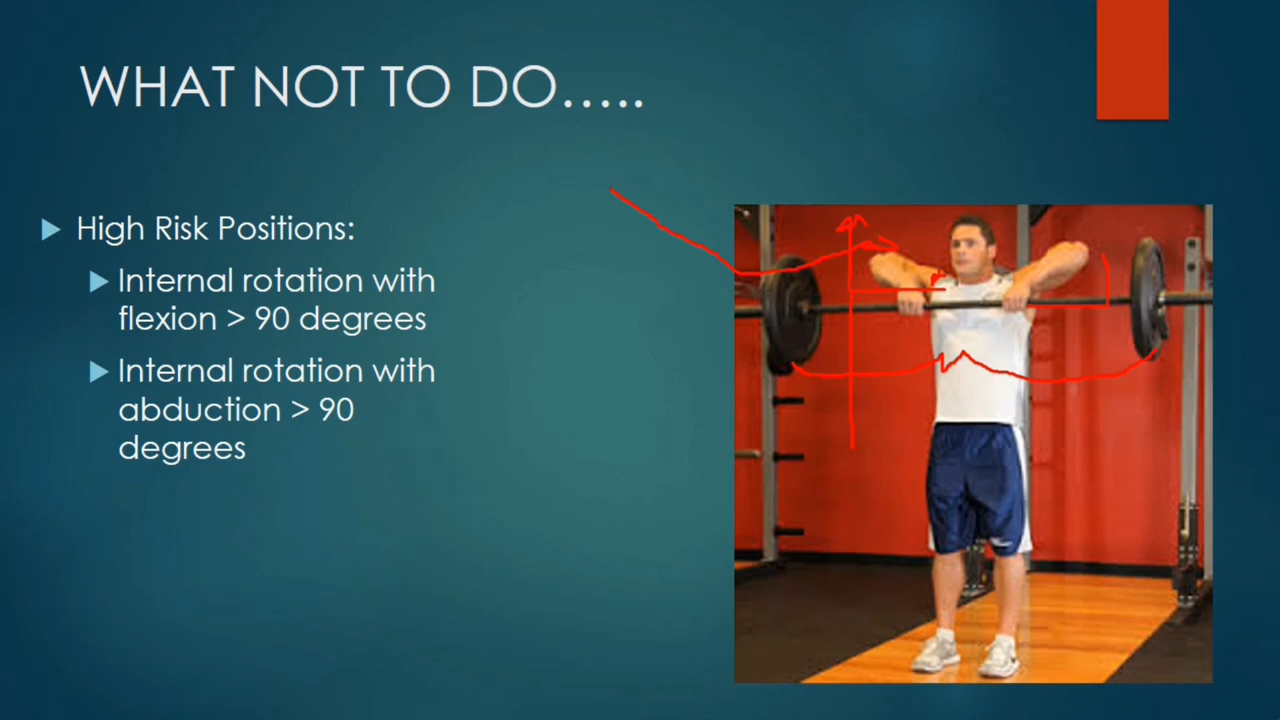 WHAT NOT TO DO.....
High Risk Positions:
Internal rotation with
flexion > 90 degrees
Internal rotation with
abduction > 90
degrees